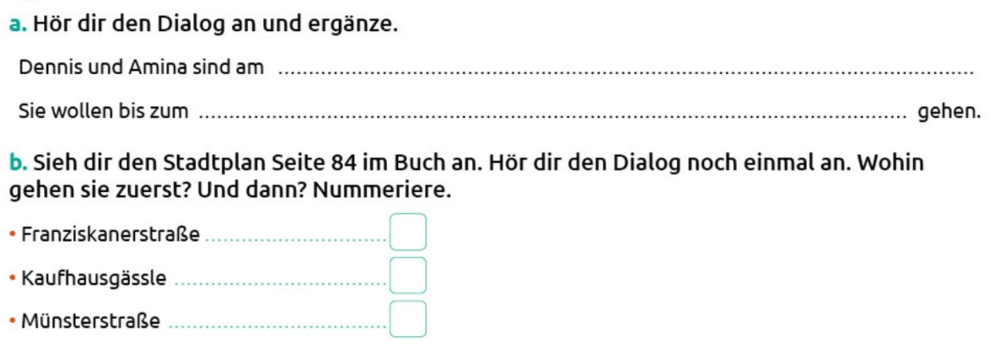 a. Hör dir den Dialog an und ergänze.
Dennis und Amina sind am ................................................................
Sie wollen bis zum ................................................................ gehen.
b. Sieh dir den Stadtplan Seite 84 im Buch an. Hör dir den Dialog noch einmal an. Wohin
gehen sie zuerst? Und dann? Nummeriere.
• Franziskanerstraße ..............................
• Kaufhausgässle ..................................
• Münsterstraße ...................................